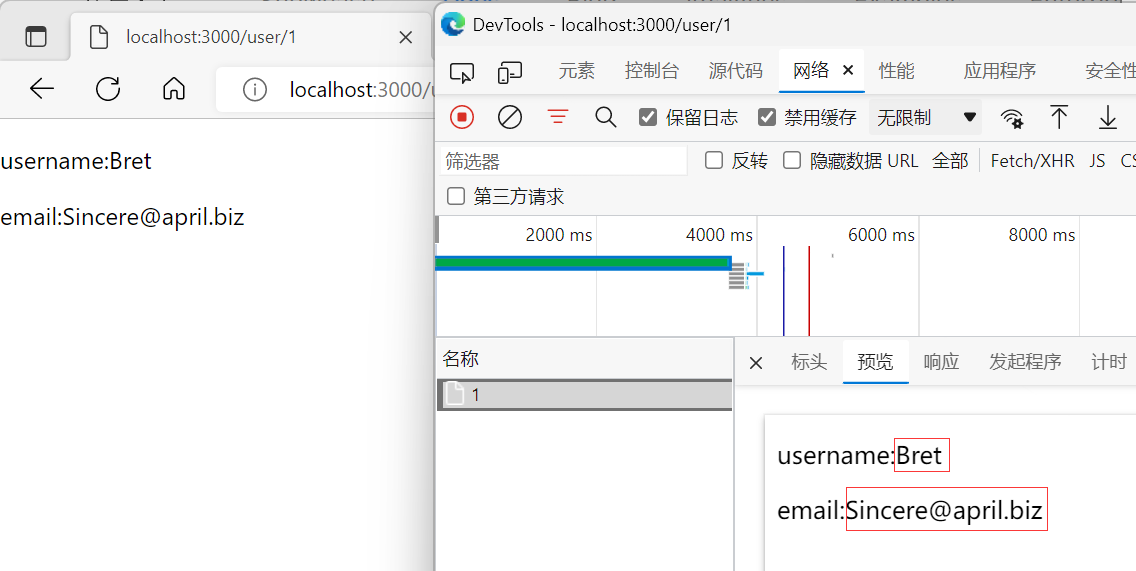 localhost:3000/user/1
localhost:3000/
username:Bret
email:Sincere@april.biz
DevTools - localhost:3000/user/1
元素 控制台 源代码 网络 性能 应用程序 安全性
保留日志 禁用缓存 无限制
筛选器 反转 隐藏数据 URL 全部 Fetch/XHR JS
第三方请求
2000 ms 4000 ms 6000 ms 8000 ms
名称
1
标头 预览 响应 发起程序 计时
username:Bret
email:Sincere@april.biz